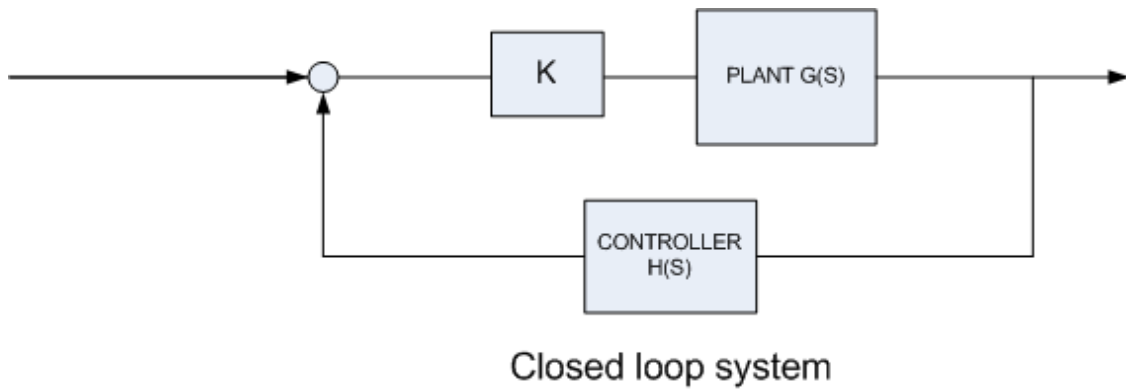 K
PLANT G(S)
CONTROLLER
H(S)
Closed loop system